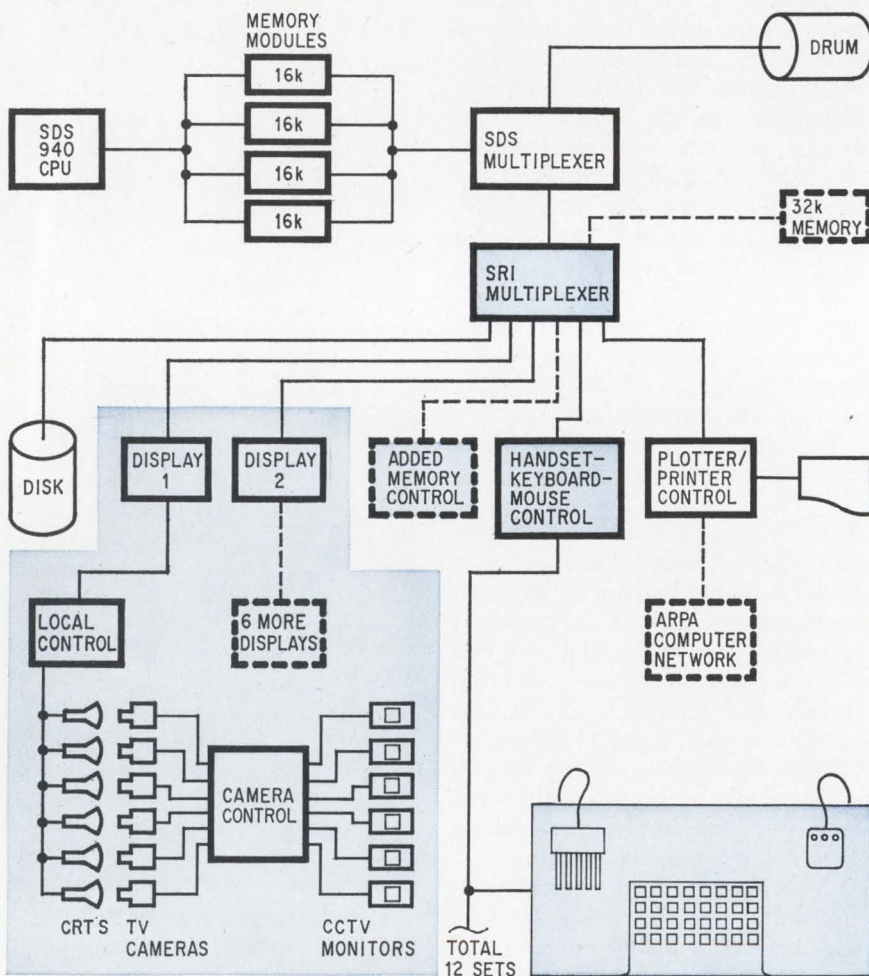 MEMORY
MODULES
16k
16k
16k
16k
SDS
940
CPU
SDS
MULTIPLEXER
DRUM
32k
MEMORY
SRI
MULTIPLEXER
DISK
DISPLAY
1
DISPLAY
2
ADDED
MEMORY
CONTROL
HANDSET-
KEYBOARD-
MOUSE
CONTROL
PLOTTER/
PRINTER
CONTROL
LOCAL
CONTROL
6 MORE
DISPLAYS
ARPA
COMPUTER
NETWORK
CAMERA
CONTROL
CRT'S
TV
CAMERAS
CCTV
MONITORS
TOTAL
12 SETS